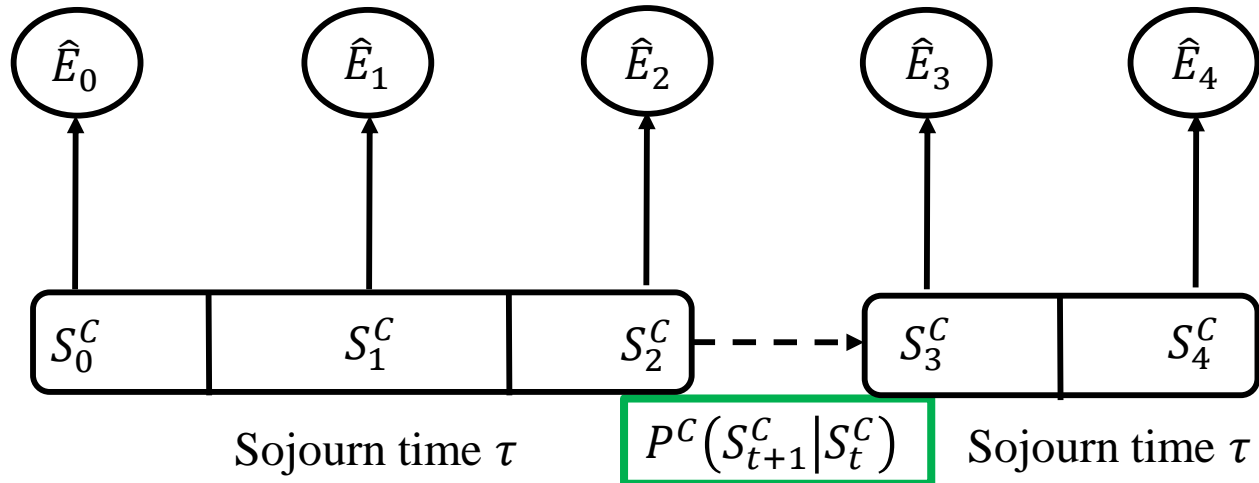 Ê₀ Ê₁ Ê₂ Ê₃ Ê₄
S₀ᶜ S₁ᶜ S₂ᶜ S₃ᶜ S₄ᶜ
Sojourn time τ Pᶜ(Sₜ₊₁ᶜ|Sₜᶜ) Sojourn time τ